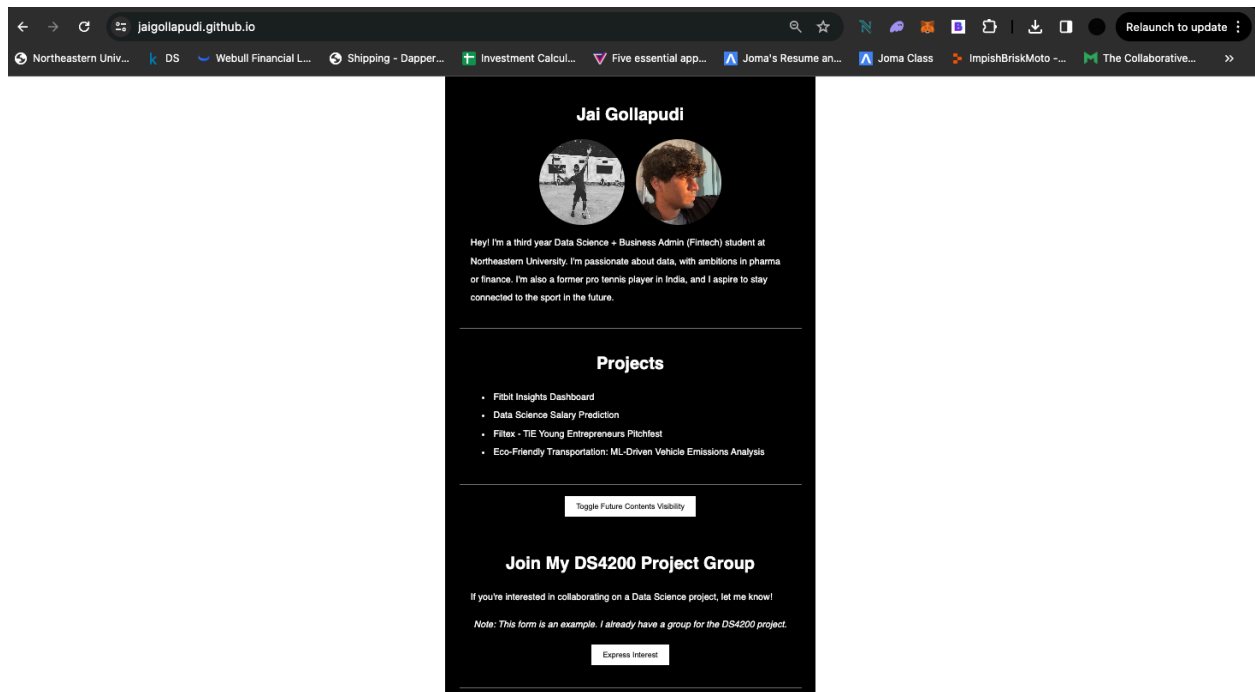 jaigollapudi.github.io
Relaunch to update
Northeastern Univ...
DS
Webull Financial L...
Shipping - Dapper...
Investment Calcul...
Five essential app...
Joma's Resume an...
Joma Class
ImpishBriskMoto -...
The Collaborative...
Jai Gollapudi
Hey! I'm a third year Data Science + Business Admin (Fintech) student at
Northeastern University. I'm passionate about data, with ambitions in pharma
or finance. I'm also a former pro tennis player in India, and I aspire to stay
connected to the sport in the future.
Projects
• Fitbit Insights Dashboard
• Data Science Salary Prediction
• Filtex - TiE Young Entrepreneurs Pitchfest
• Eco-Friendly Transportation: ML-Driven Vehicle Emissions Analysis
Toggle Future Contents Visibility
Join My DS4200 Project Group
If you're interested in collaborating on a Data Science project, let me know!
Note: This form is an example. I already have a group for the DS4200 project.
Express Interest